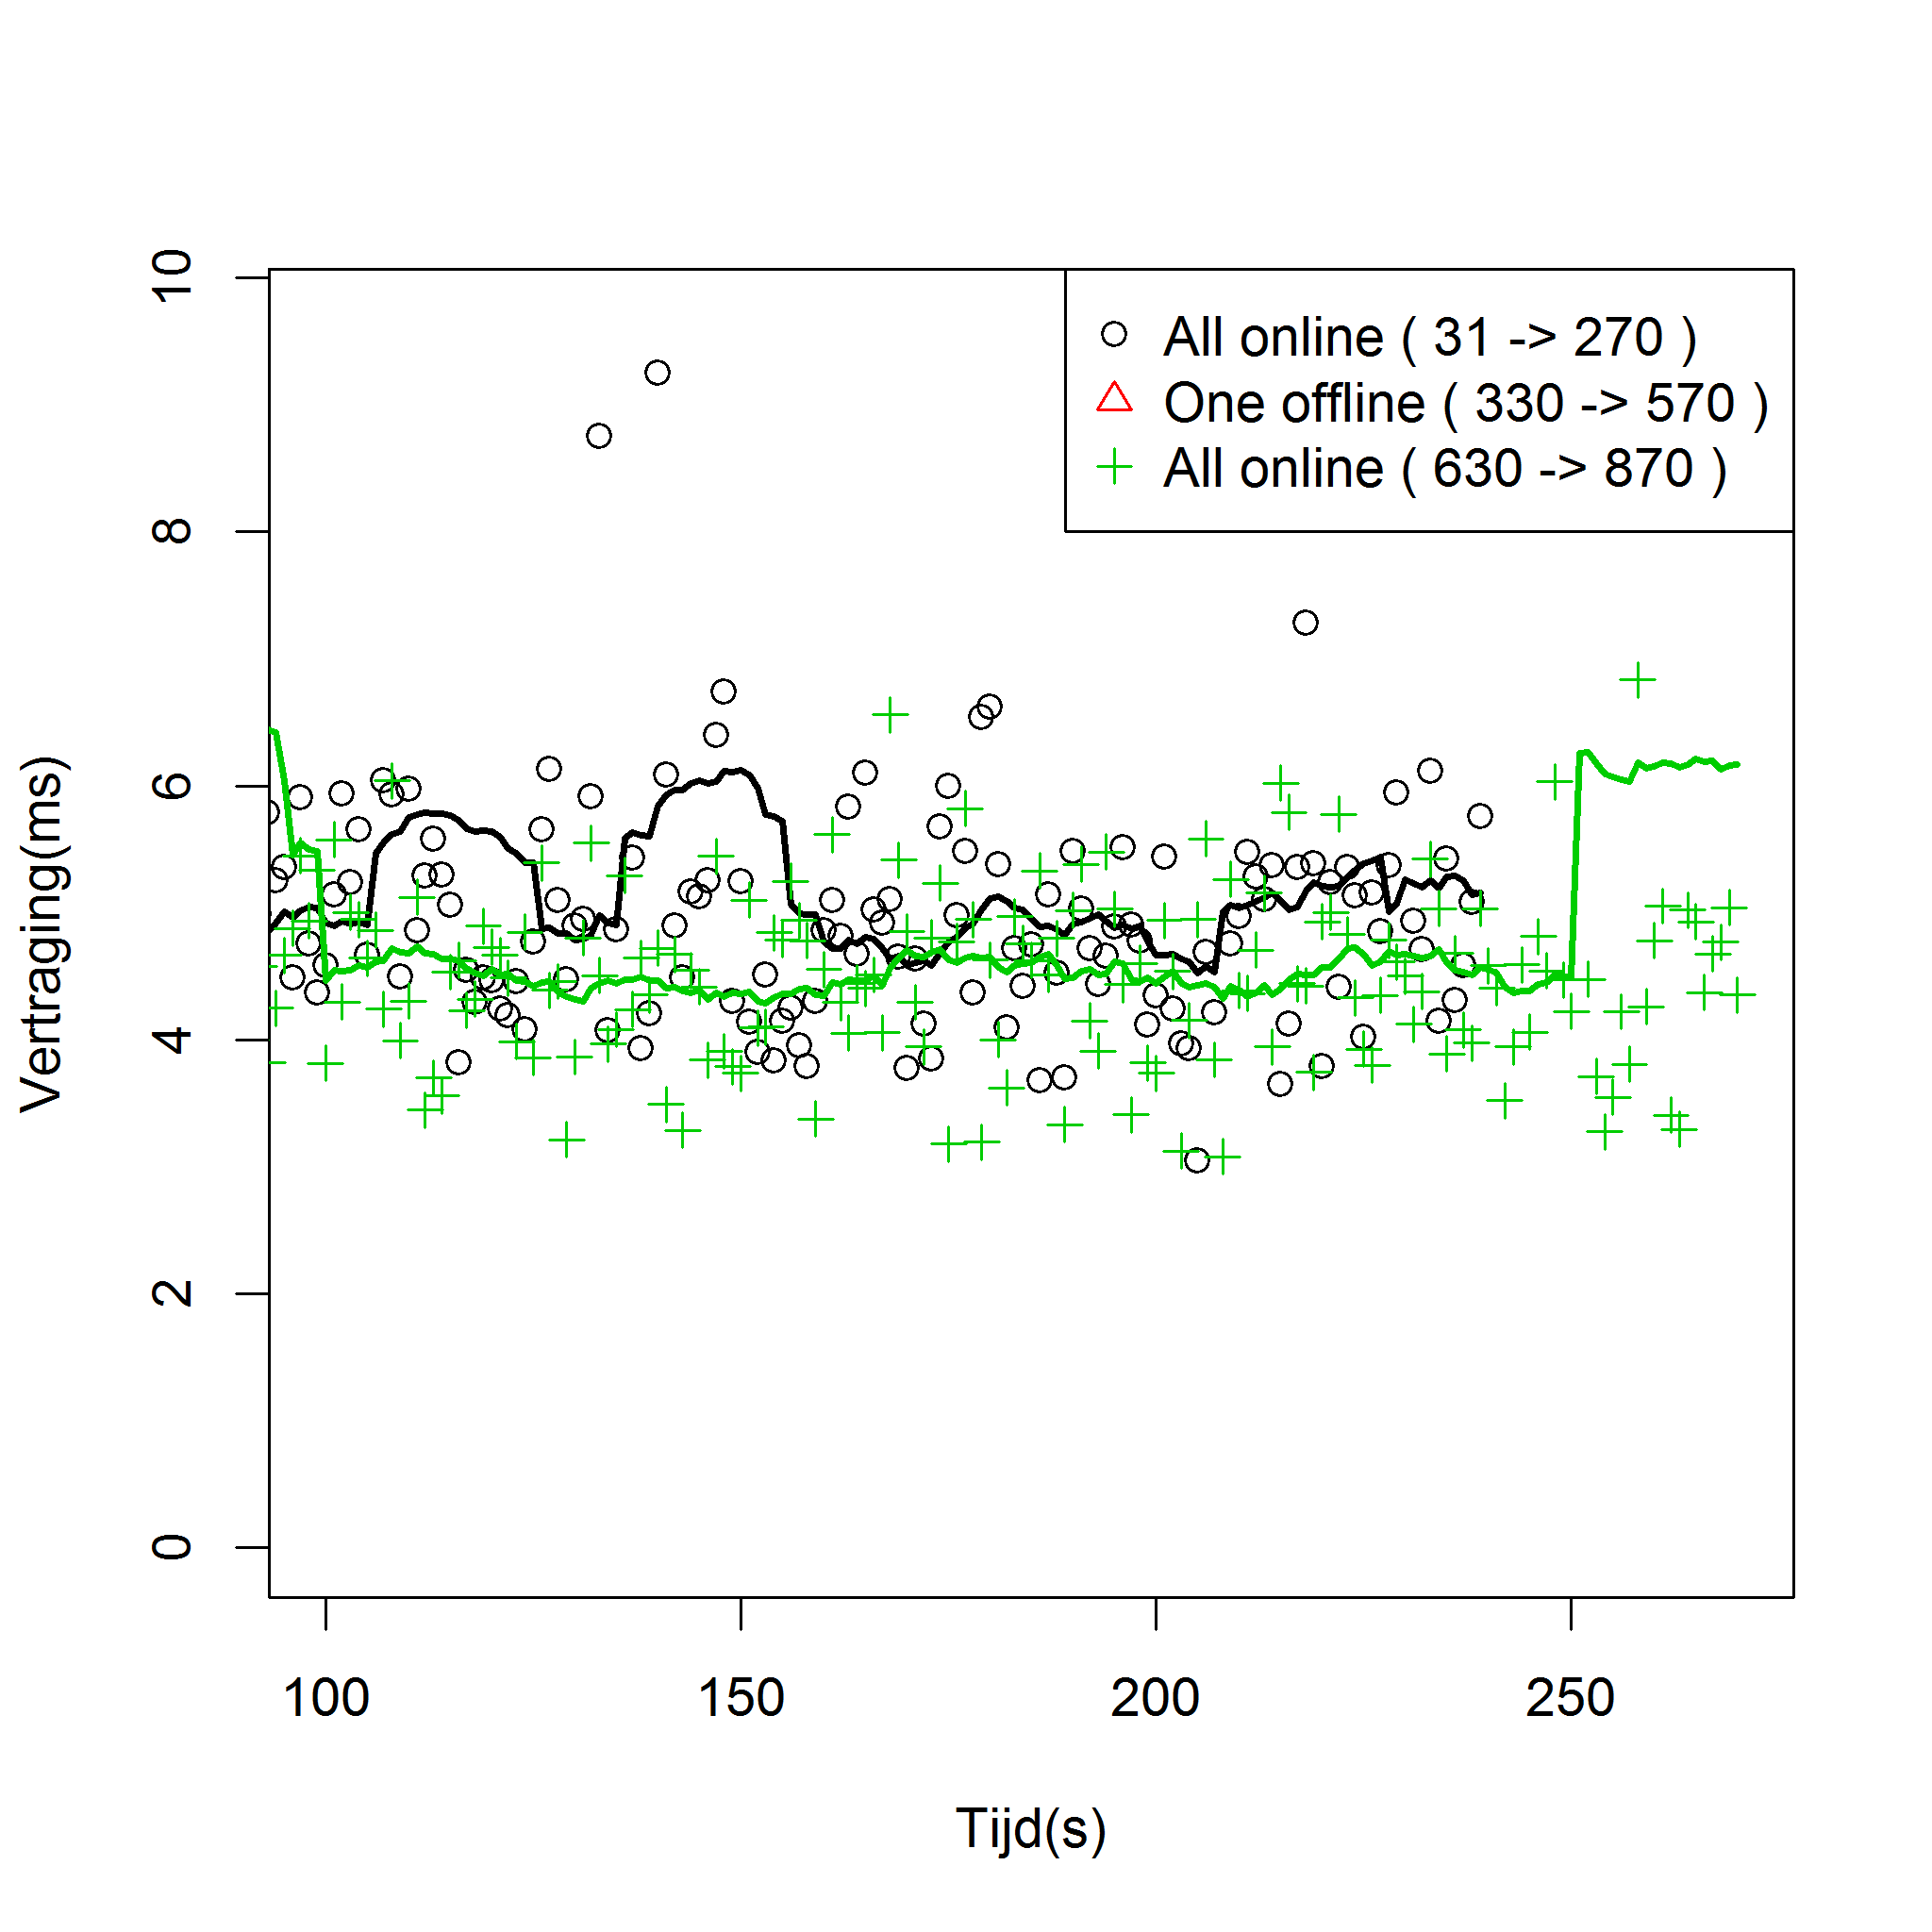 10
8
6
4
2
0
Vertraging(ms)
All online ( 31 -> 270 )
One offline ( 330 -> 570 )
All online ( 630 -> 870 )
100 150 200 250
Tijd(s)